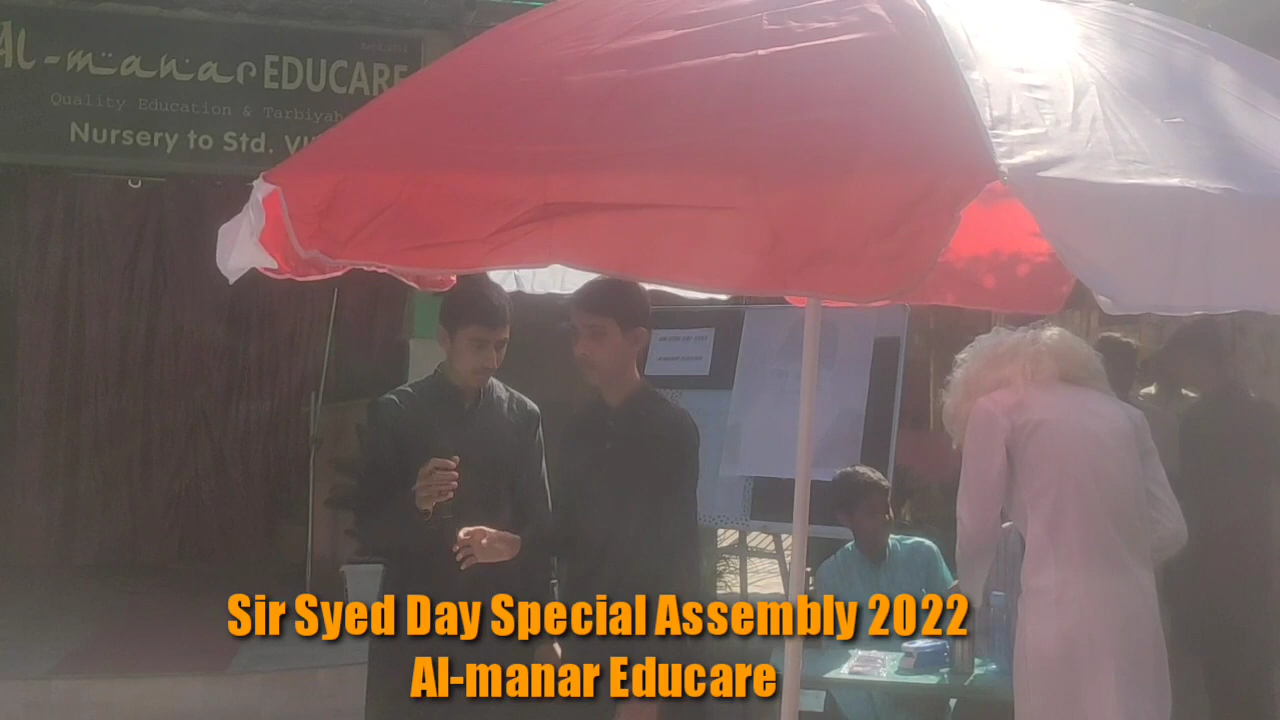 Al-manar EDUCARE
Quality Education & Tarbiyah
Nursery to Std.
Sir Syed Day Special Assembly 2022
Al-manar Educare